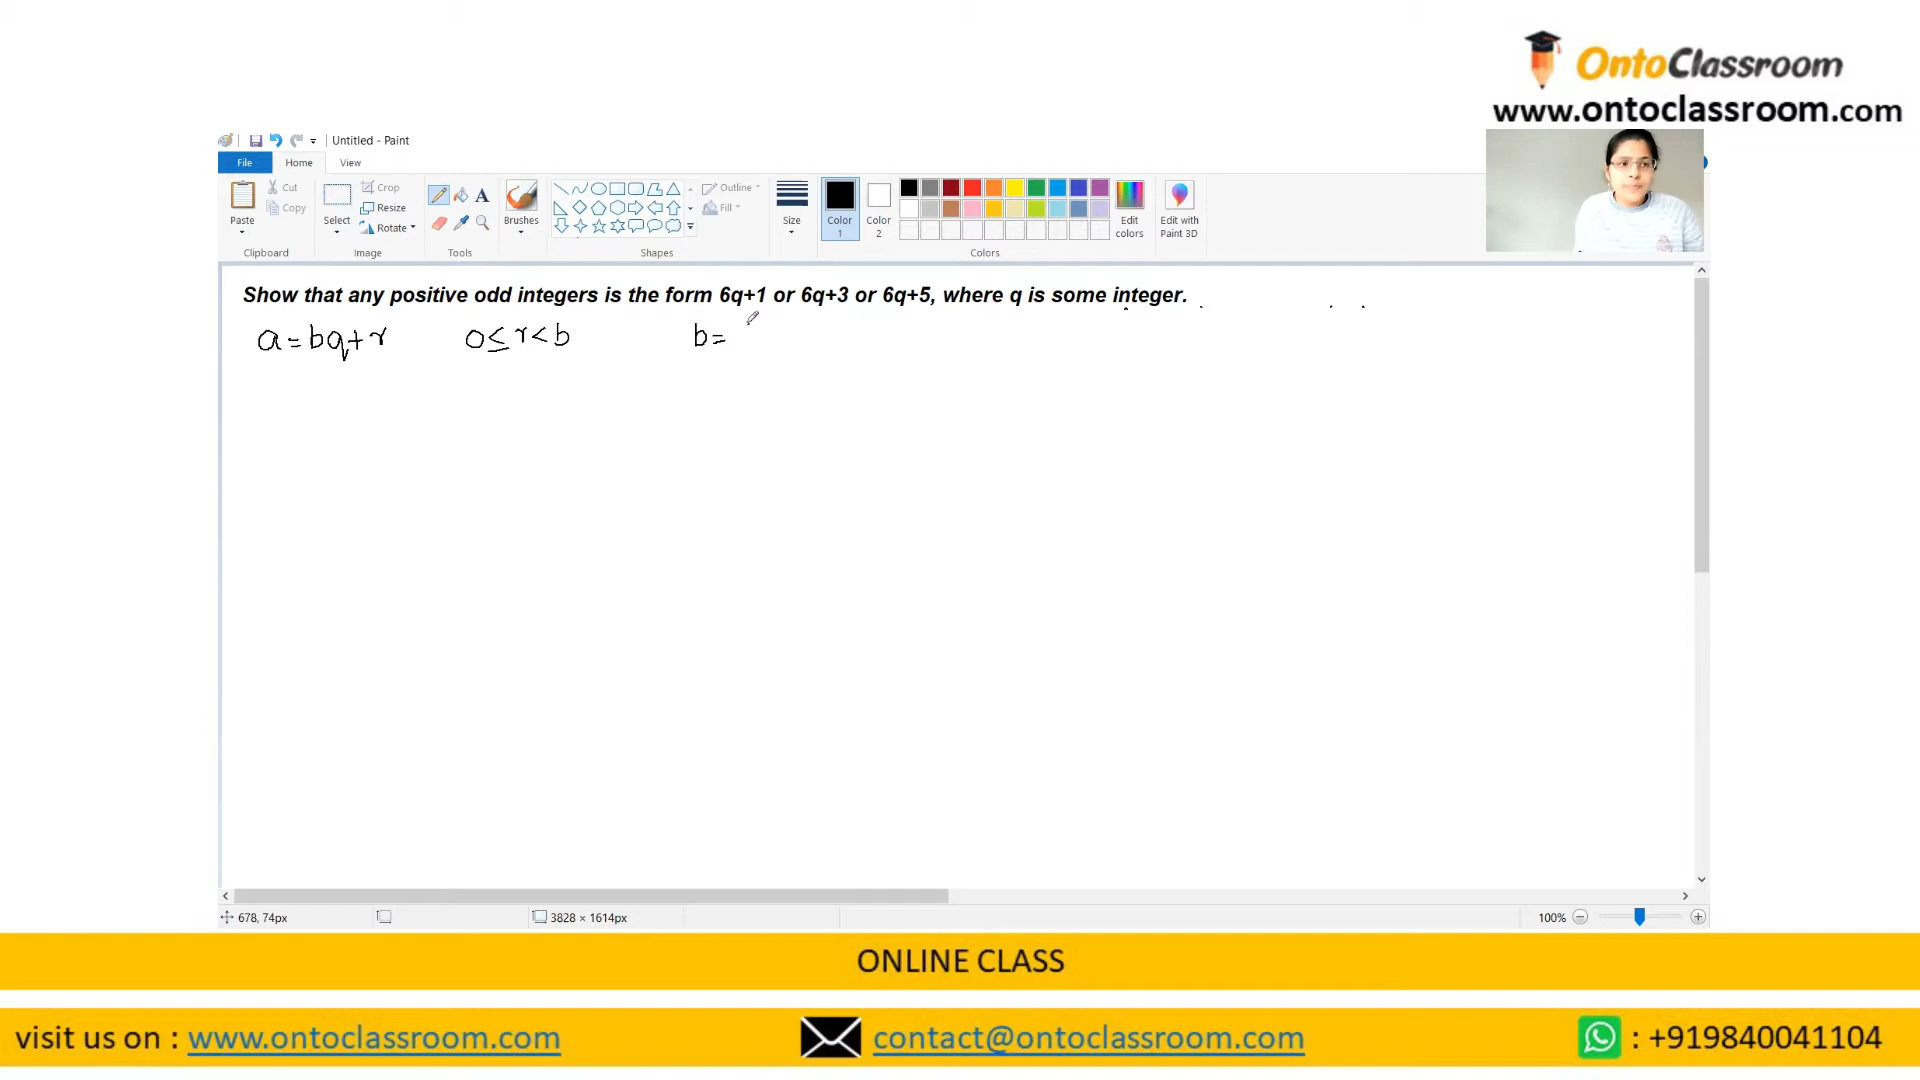 OntoClassroom
www.ontoclassroom.com
Untitled - Paint
File Home View
Paste
Cut
Copy
Clipboard
Select
Crop
Resize
Rotate
Image
A
Tools
Brushes
Outline
Fill
Shapes
Size
Color 1
Color 2
Edit colors
Colors
Edit with Paint 3D
Show that any positive odd integers is the form 6q+1 or 6q+3 or 6q+5, where q is some integer.
a = bq + r 0 ≤ r < b b =
678, 74px 3828 × 1614px 100%
ONLINE CLASS
visit us on : www.ontoclassroom.com contact@ontoclassroom.com : +919840041104